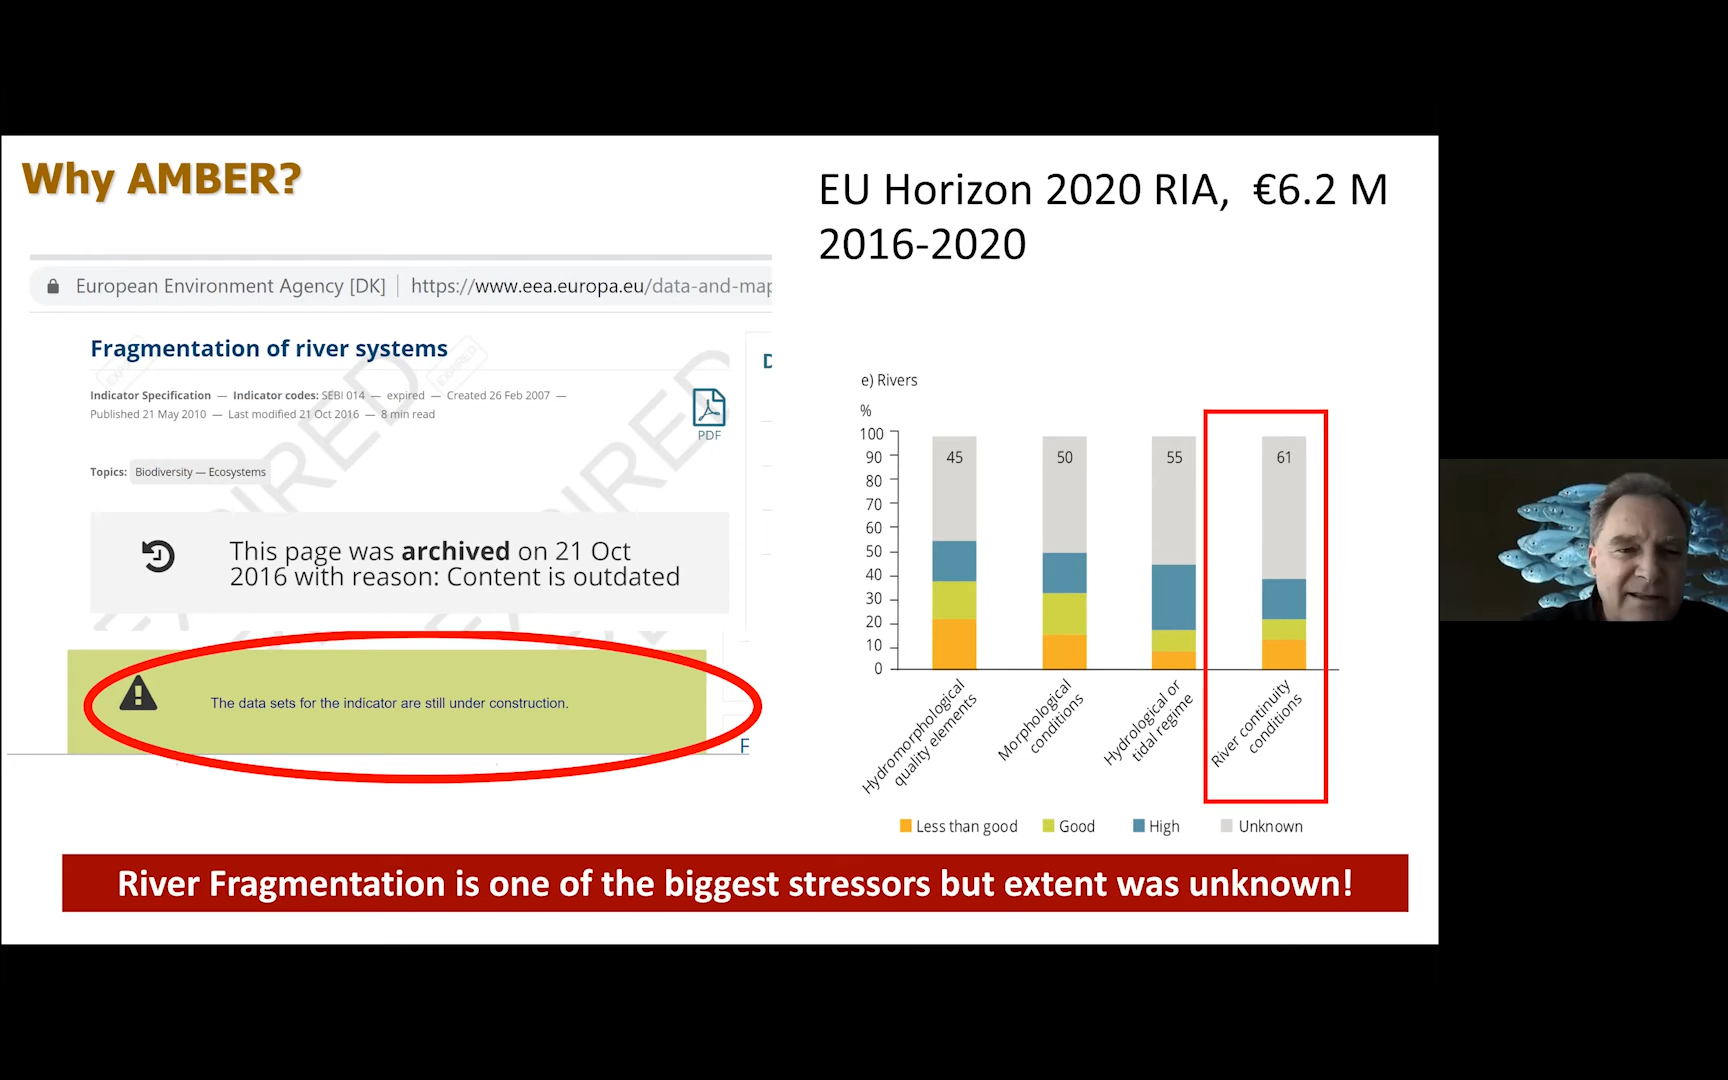 Why AMBER?
EU Horizon 2020 RIA, €6.2 M
2016-2020
European Environment Agency [DK] | https://www.eea.europa.eu/data-and-map
Fragmentation of river systems
Indicator Specification — Indicator codes: SEBI 014 — expired — Created 26 Feb 2007 —
Published 21 May 2010 — Last modified 21 Oct 2016 — 8 min read
PDF
Topics: Biodiversity — Ecosystems
EXPIRED
EXPIRED
This page was archived on 21 Oct
2016 with reason: Content is outdated
The data sets for the indicator are still under construction.
D
F
e) Rivers
%
100
90
80
70
60
50
40
30
20
10
0
45
50
55
61
Hydromorphological
quality elements
Morphological
conditions
Hydrological or
tidal regime
River continuity
conditions
Less than good
Good
High
Unknown
River Fragmentation is one of the biggest stressors but extent was unknown!